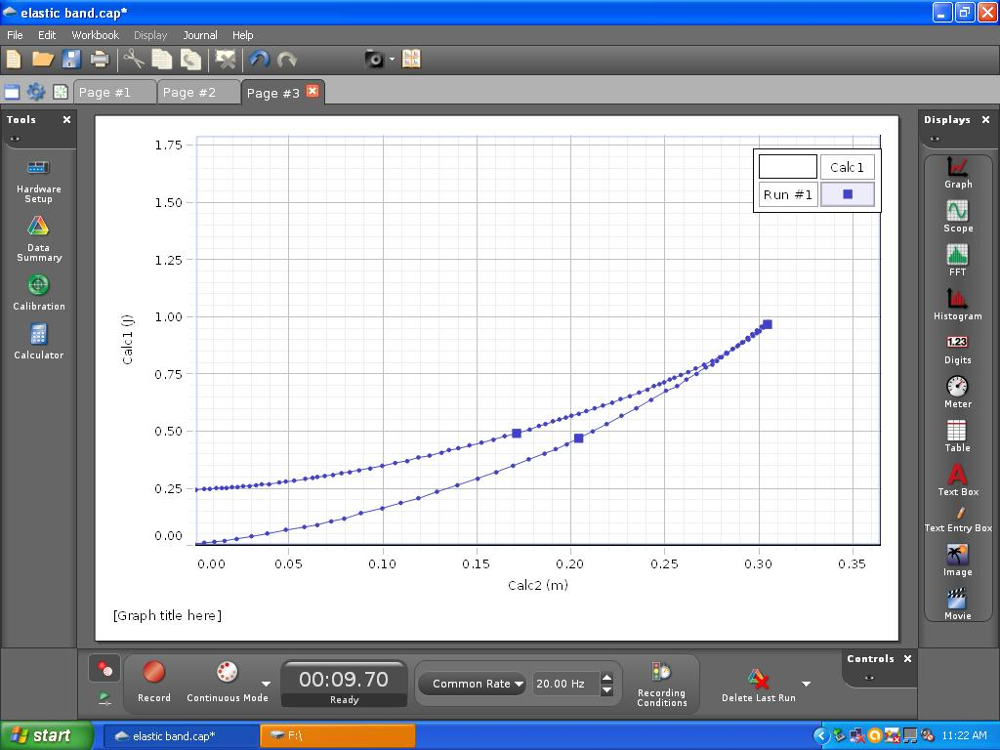 elastic band.cap*
File Edit Workbook Display Journal Help
Page #1 Page #2 Page #3
Tools
Hardware
Setup
Data
Summary
Calibration
Calculator
1.75
1.50
1.25
1.00
0.75
0.50
0.25
0.00
Calc1 (J)
0.00 0.05 0.10 0.15 0.20 0.25 0.30 0.35
Calc2 (m)
Calc1
Run #1
[Graph title here]
Displays
Graph
Scope
FFT
Histogram
1.23
Digits
Meter
Table
A
Text Box
Text Entry Box
Image
Movie
Record
Continuous Mode
00:09.70
Ready
Common Rate 20.00 Hz
Recording
Conditions
Delete Last Run
Controls
start elastic band.cap* F:\ 11:22 AM